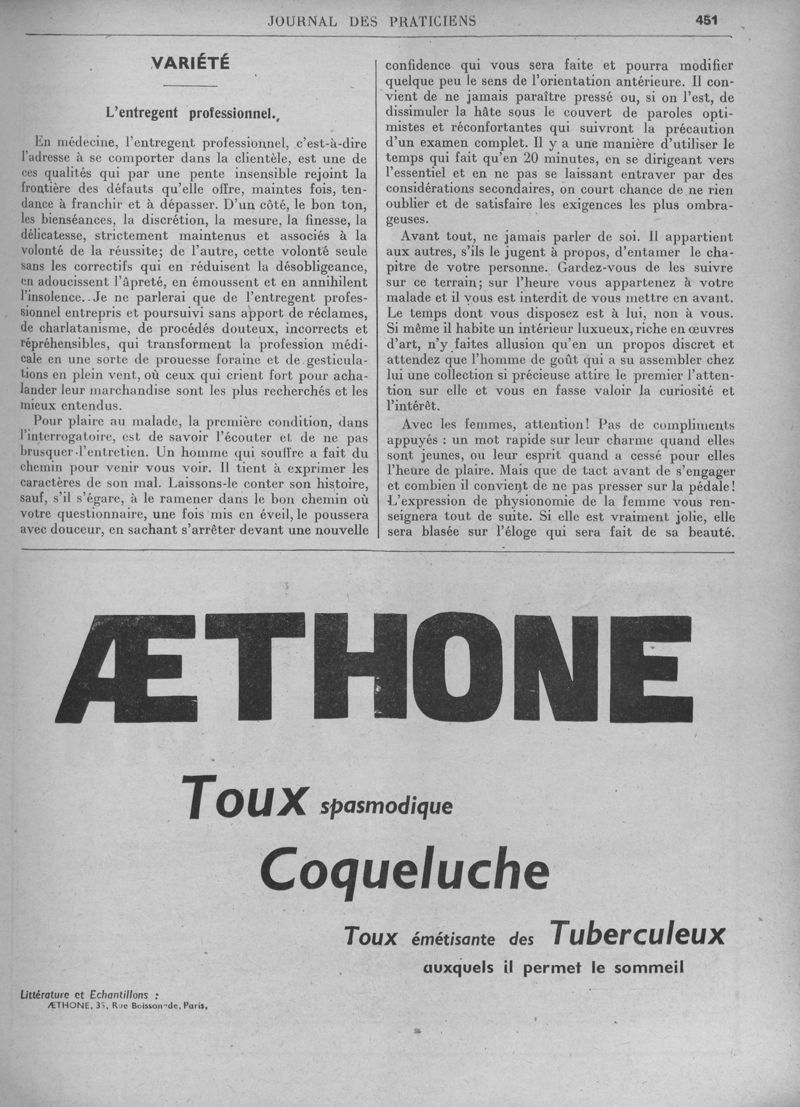 JOURNAL DES PRATICIENS 451
VARIÉTÉ
L'entregent professionnel.
En médecine, l'entregent professionnel, c'est-à-dire
l'adresse à se comporter dans la clientèle, est une de
ces qualités qui par une pente insensible rejoint la
frontière des défauts qu'elle offre, maintes fois, ten-
dance à franchir et à dépasser. D'un côté, le bon ton,
les bienséances, la discrétion, la mesure, la finesse, la
délicatesse, strictement maintenus et associés à la
volonté de la réussite; de l'autre, cette volonté seule
sans les correctifs qui en réduisent la désobligeance,
en adoucissent l'âpreté, en émoussent et en annihilent
l'insolence. Je ne parlerai que de l'entregent profes-
sionnel entrepris et poursuivi sans apport de réclames,
de charlatanisme, de procédés douteux, incorrects et
répréhensibles, qui transforment la profession médi-
cale en une sorte de prouesse foraine et de gesticula-
tions en plein vent, où ceux qui crient fort pour acha-
lander leur marchandise sont les plus recherchés et les
mieux entendus.
Pour plaire au malade, la première condition, dans
l'interrogatoire, est de savoir l'écouter et de ne pas
brusquer l'entretien. Un homme qui souffre a fait du
chemin pour venir vous voir. Il tient à exprimer les
caractères de son mal. Laissons-le conter son histoire,
sauf, s'il s'égare, à le ramener dans le bon chemin où
votre questionnaire, une fois mis en éveil, le poussera
avec douceur, en sachant s'arrêter devant une nouvelle
confidence qui vous sera faite et pourra modifier
quelque peu le sens de l'orientation antérieure. Il con-
vient de ne jamais paraître pressé ou, si on l'est, de
dissimuler la hâte sous le couvert de paroles opti-
mistes et réconfortantes qui suivront la précaution
d'un examen complet. Il y a une manière d'utiliser le
temps qui fait qu'en 20 minutes, en se dirigeant vers
l'essentiel et en ne pas se laissant entraver par des
considérations secondaires, on court chance de ne rien
oublier et de satisfaire les exigences les plus ombra-
geuses.
Avant tout, ne jamais parler de soi. Il appartient
aux autres, s'ils le jugent à propos, d'entamer le cha-
pitre de votre personne. Gardez-vous de les suivre
sur ce terrain; sur l'heure vous appartenez à votre
malade et il vous est interdit de vous mettre en avant.
Le temps dont vous disposez est à lui, non à vous.
Si même il habite un intérieur luxueux, riche en œuvres
d'art, n'y faites allusion qu'en un propos discret et
attendez que l'homme de goût qui a su assembler chez
lui une collection si précieuse attire le premier l'atten-
tion sur elle et vous en fasse valoir la curiosité et
l'intérêt.
Avec les femmes, attention! Pas de compliments
appuyés : un mot rapide sur leur charme quand elles
sont jeunes, ou leur esprit quand a cessé pour elles
l'heure de plaire. Mais que de tact avant de s'engager
et combien il convient de ne pas presser sur la pédale!
L'expression de physionomie de la femme vous ren-
seignera tout de suite. Si elle est vraiment jolie, elle
sera blasée sur l'éloge qui sera fait de sa beauté.
ÆTHONE
Toux spasmodique
Coqueluche
Toux émétisante des Tuberculeux
auxquels il permet le sommeil
Littérature et Echantillons :
ÆTHONE, 35, Rue Boissonade, Paris,